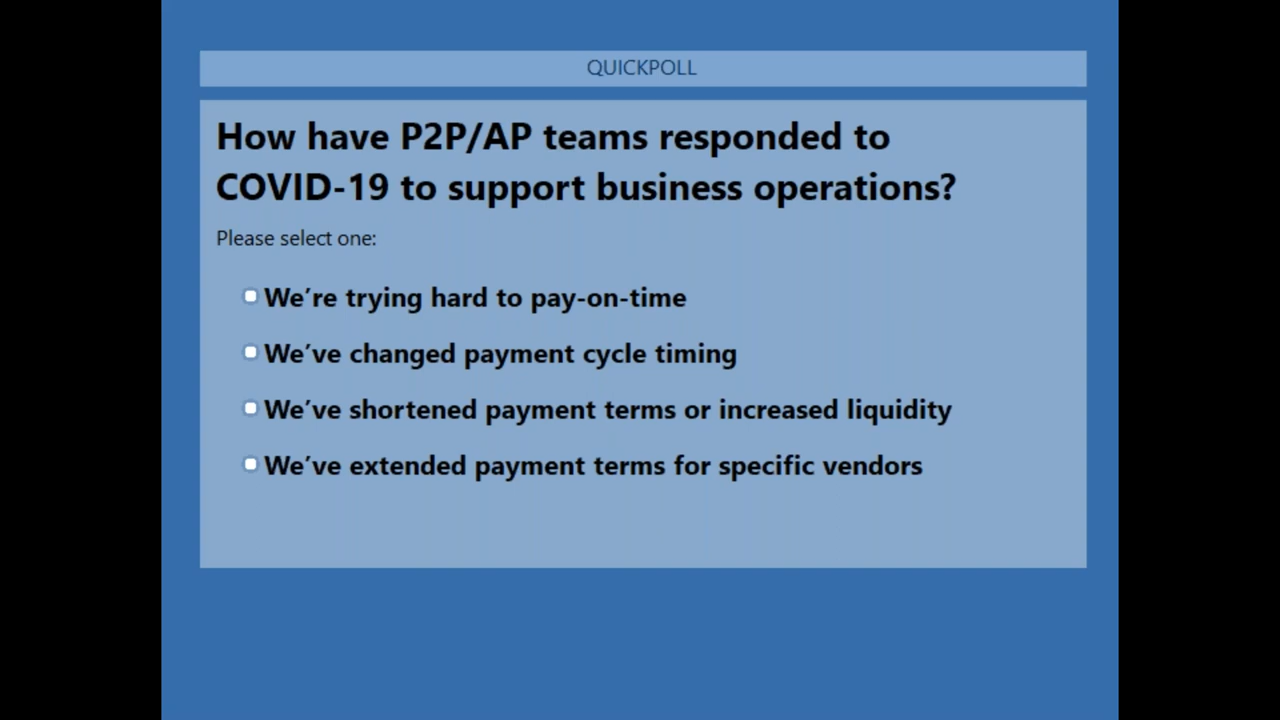 QUICKPOLL
How have P2P/AP teams responded to
COVID-19 to support business operations?
Please select one:
We’re trying hard to pay-on-time
We’ve changed payment cycle timing
We’ve shortened payment terms or increased liquidity
We’ve extended payment terms for specific vendors